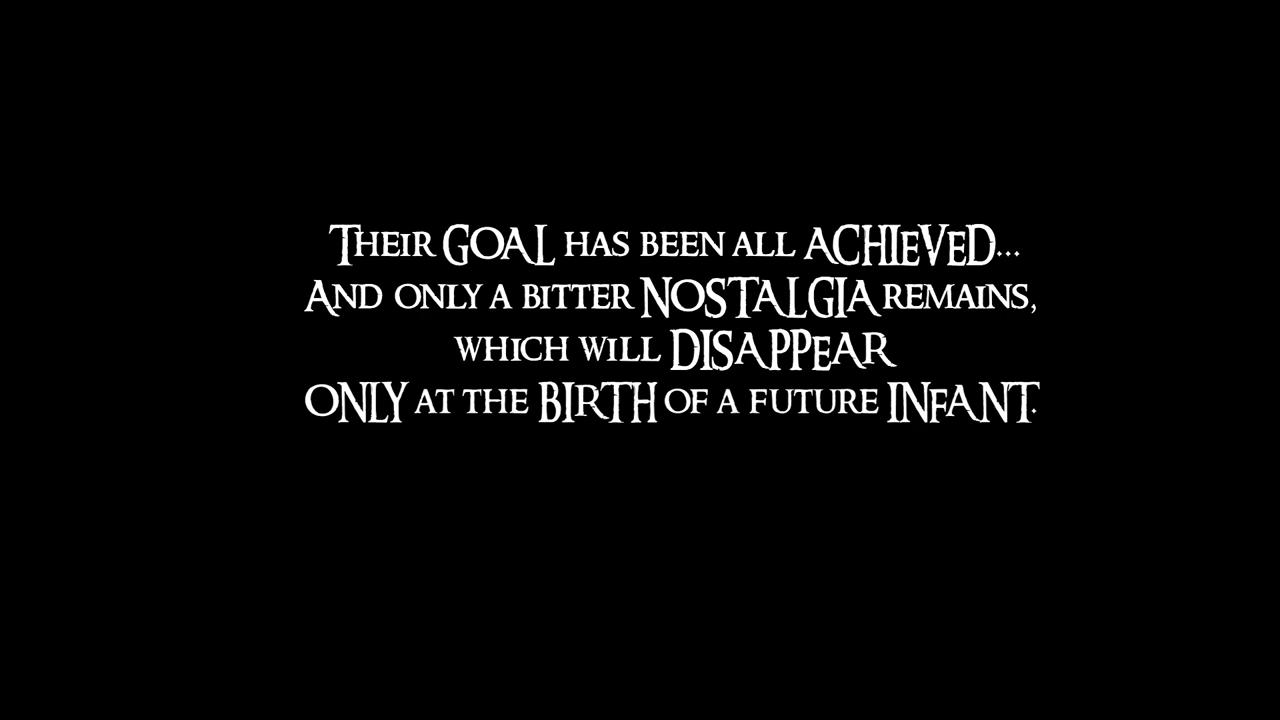 Their GOAL has been all ACHIEVED...
And only a bitter NOSTALGIA remains,
which will DISAPPEAR
ONLY at the BIRTH of a future INFANT.